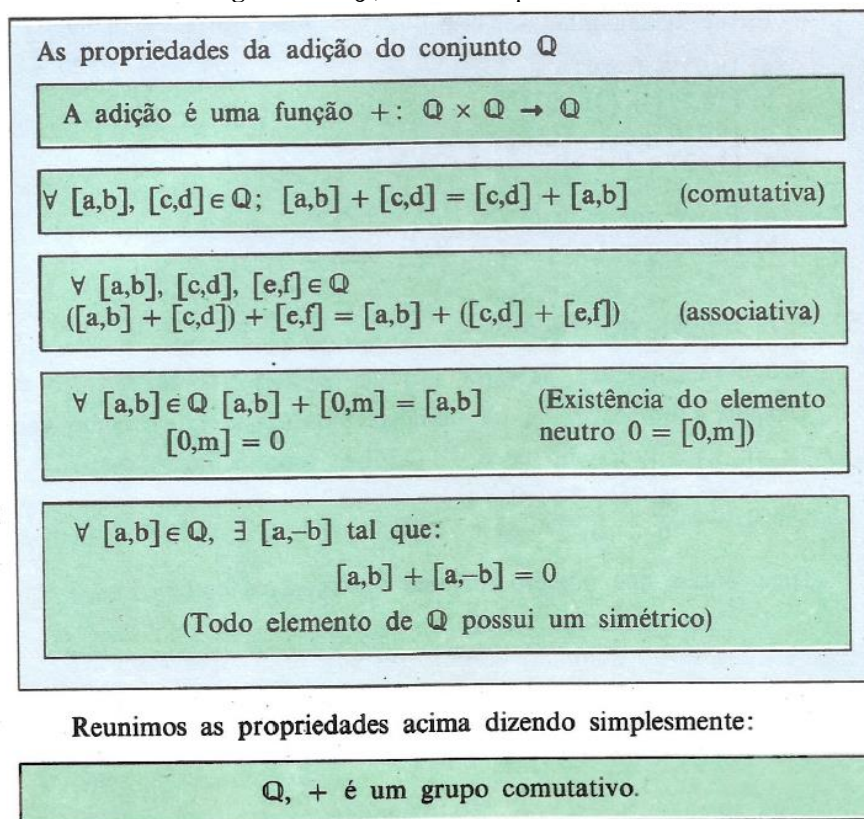 As propriedades da adição do conjunto ℚ
A adição é uma função +: ℚ × ℚ → ℚ
∀ [a,b], [c,d] ∈ ℚ; [a,b] + [c,d] = [c,d] + [a,b] (comutativa)
∀ [a,b], [c,d], [e,f] ∈ ℚ
([a,b] + [c,d]) + [e,f] = [a,b] + ([c,d] + [e,f]) (associativa)
∀ [a,b] ∈ ℚ [a,b] + [0,m] = [a,b] (Existência do elemento
[0,m] = 0 neutro 0 = [0,m])
∀ [a,b] ∈ ℚ, ∃ [a,–b] tal que:
[a,b] + [a,–b] = 0
(Todo elemento de ℚ possui um simétrico)
Reunimos as propriedades acima dizendo simplesmente:
ℚ, + é um grupo comutativo.